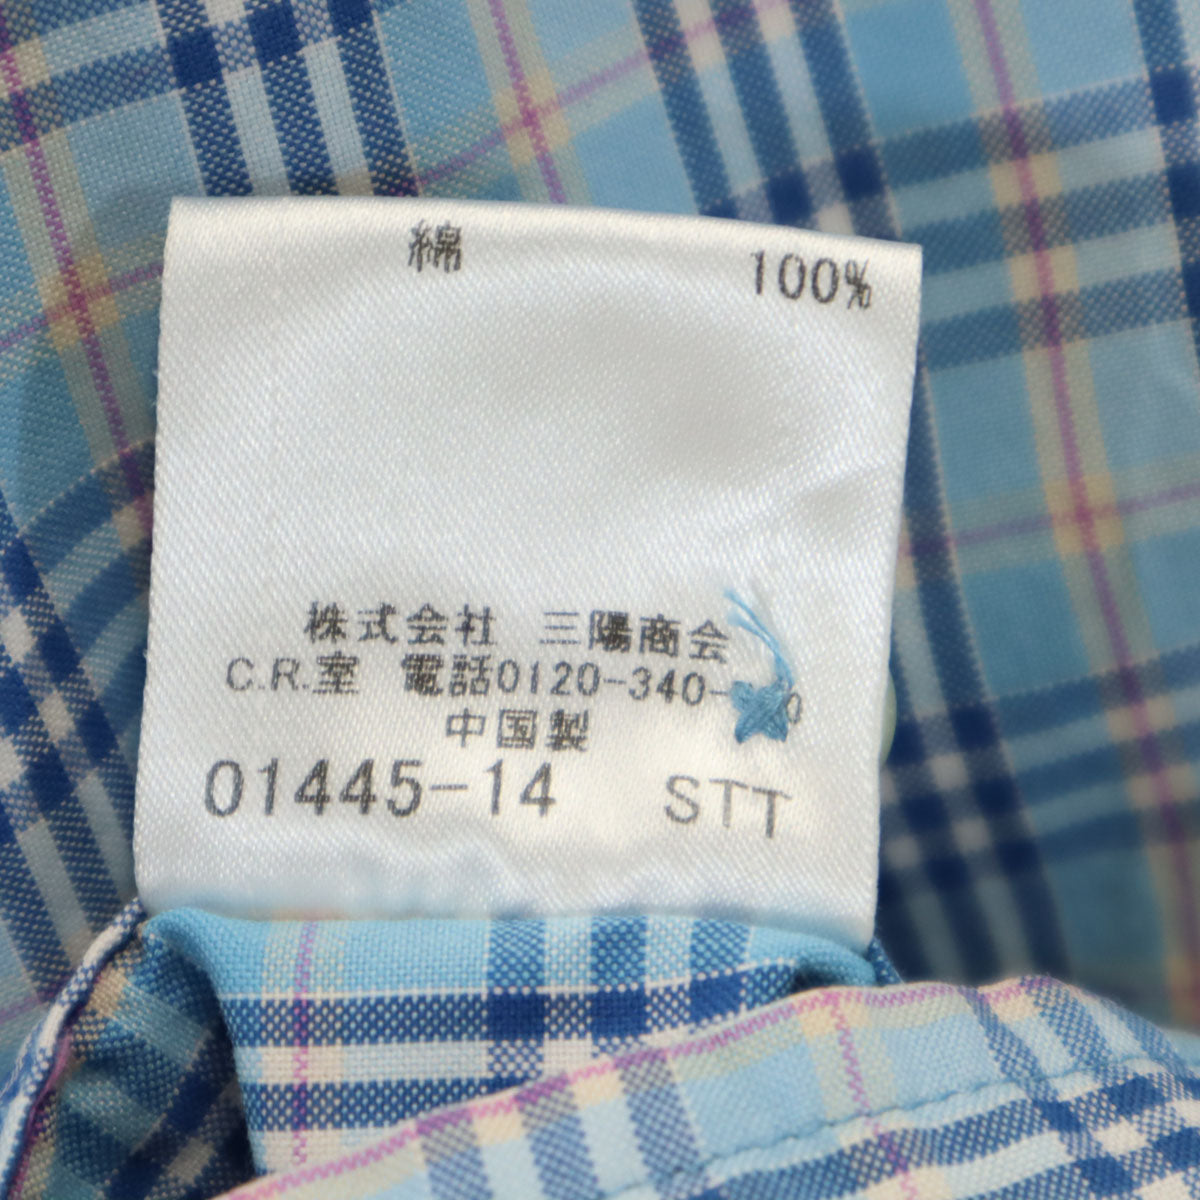 綿 100%
株式会社 三陽商会
C.R.室 電話0120-340-
中国製
01445-14 STT